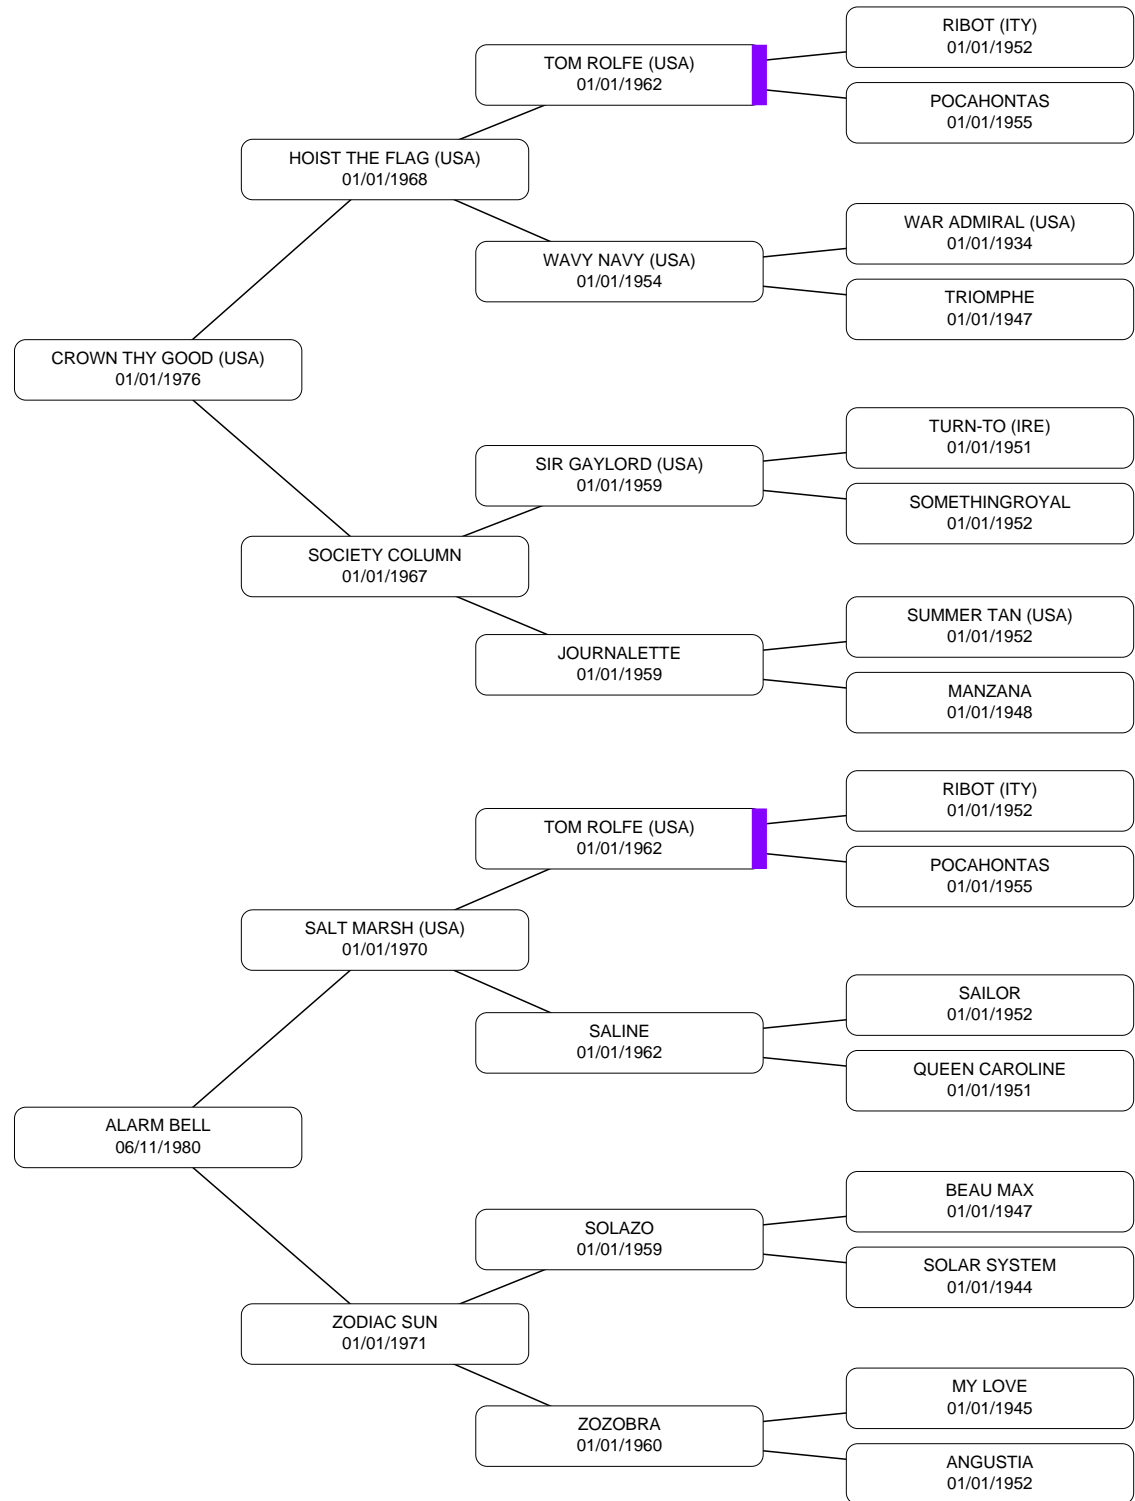 RIBOT (ITY)
01/01/1952
TOM ROLFE (USA)
01/01/1962
POCAHONTAS
01/01/1955
HOIST THE FLAG (USA)
01/01/1968
WAR ADMIRAL (USA)
01/01/1934
WAVY NAVY (USA)
01/01/1954
TRIOMPHE
01/01/1947
CROWN THY GOOD (USA)
01/01/1976
TURN-TO (IRE)
01/01/1951
SIR GAYLORD (USA)
01/01/1959
SOMETHINGROYAL
01/01/1952
SOCIETY COLUMN
01/01/1967
SUMMER TAN (USA)
01/01/1952
JOURNALETTE
01/01/1959
MANZANA
01/01/1948
RIBOT (ITY)
01/01/1952
TOM ROLFE (USA)
01/01/1962
POCAHONTAS
01/01/1955
SALT MARSH (USA)
01/01/1970
SAILOR
01/01/1952
SALINE
01/01/1962
QUEEN CAROLINE
01/01/1951
ALARM BELL
06/11/1980
BEAU MAX
01/01/1947
SOLAZO
01/01/1959
SOLAR SYSTEM
01/01/1944
ZODIAC SUN
01/01/1971
MY LOVE
01/01/1945
ZOZOBRA
01/01/1960
ANGUSTIA
01/01/1952